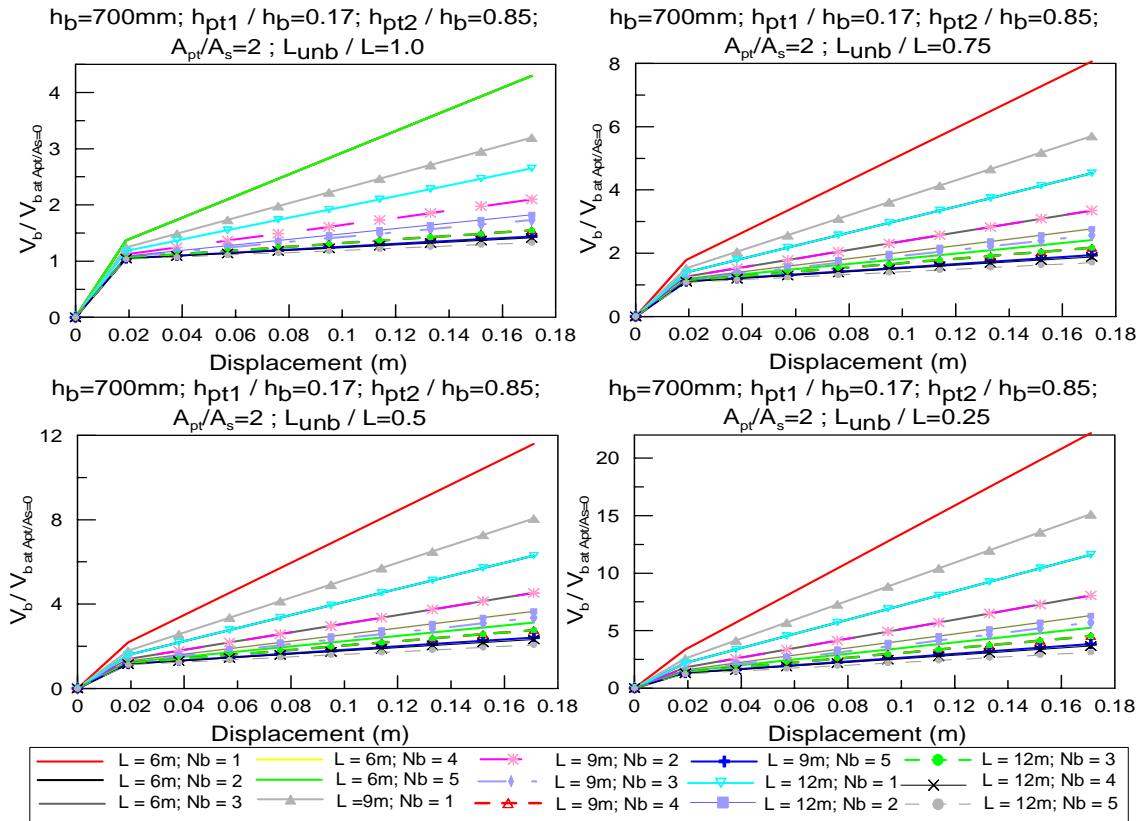 h_b=700mm; h_pt1 / h_b=0.17; h_pt2 / h_b=0.85;
A_pt/A_s=2 ; L_unb / L=1.0
V_b / V_b at Apt/As=0
4
3
2
1
0
0 0.02 0.04 0.06 0.08 0.1 0.12 0.14 0.16 0.18
Displacement (m)
h_b=700mm; h_pt1 / h_b=0.17; h_pt2 / h_b=0.85;
A_pt/A_s=2 ; L_unb / L=0.75
V_b / V_b at Apt/As=0
8
6
4
2
0
0 0.02 0.04 0.06 0.08 0.1 0.12 0.14 0.16 0.18
Displacement (m)
h_b=700mm; h_pt1 / h_b=0.17; h_pt2 / h_b=0.85;
A_pt/A_s=2 ; L_unb / L=0.5
V_b / V_b at Apt/As=0
12
8
4
0
0 0.02 0.04 0.06 0.08 0.1 0.12 0.14 0.16 0.18
Displacement (m)
h_b=700mm; h_pt1 / h_b=0.17; h_pt2 / h_b=0.85;
A_pt/A_s=2 ; L_unb / L=0.25
V_b / V_b at Apt/As=0
20
15
10
5
0
0 0.02 0.04 0.06 0.08 0.1 0.12 0.14 0.16 0.18
Displacement (m)
L = 6m; Nb = 1 L = 6m; Nb = 4 L = 9m; Nb = 2 L = 9m; Nb = 5 L = 12m; Nb = 3
L = 6m; Nb = 2 L = 6m; Nb = 5 L = 9m; Nb = 3 L = 12m; Nb = 1 L = 12m; Nb = 4
L = 6m; Nb = 3 L =9m; Nb = 1 L = 9m; Nb = 4 L = 12m; Nb = 2 L = 12m; Nb = 5